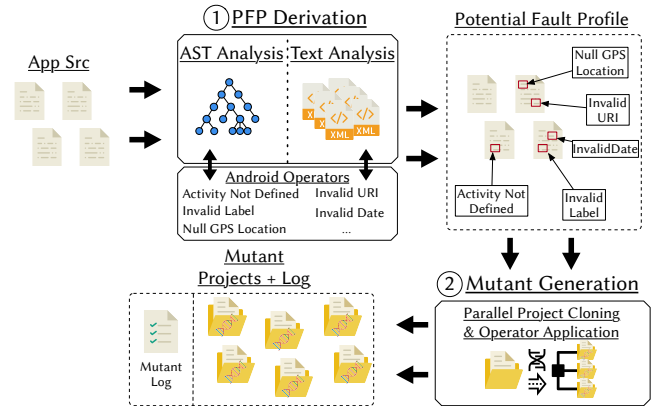 1 PFP Derivation
App Src
AST Analysis
Text Analysis
</>
</>
</>
XML
XML
Android Operators
Activity Not Defined
Invalid Label
Null GPS Location
Invalid URI
Invalid Date
...
Potential Fault Profile
Null GPS
Location
Invalid
URI
InvalidDate
Activity Not
Defined
Invalid
Label
2 Mutant Generation
Parallel Project Cloning
& Operator Application
Mutant
Projects + Log
Mutant
Log